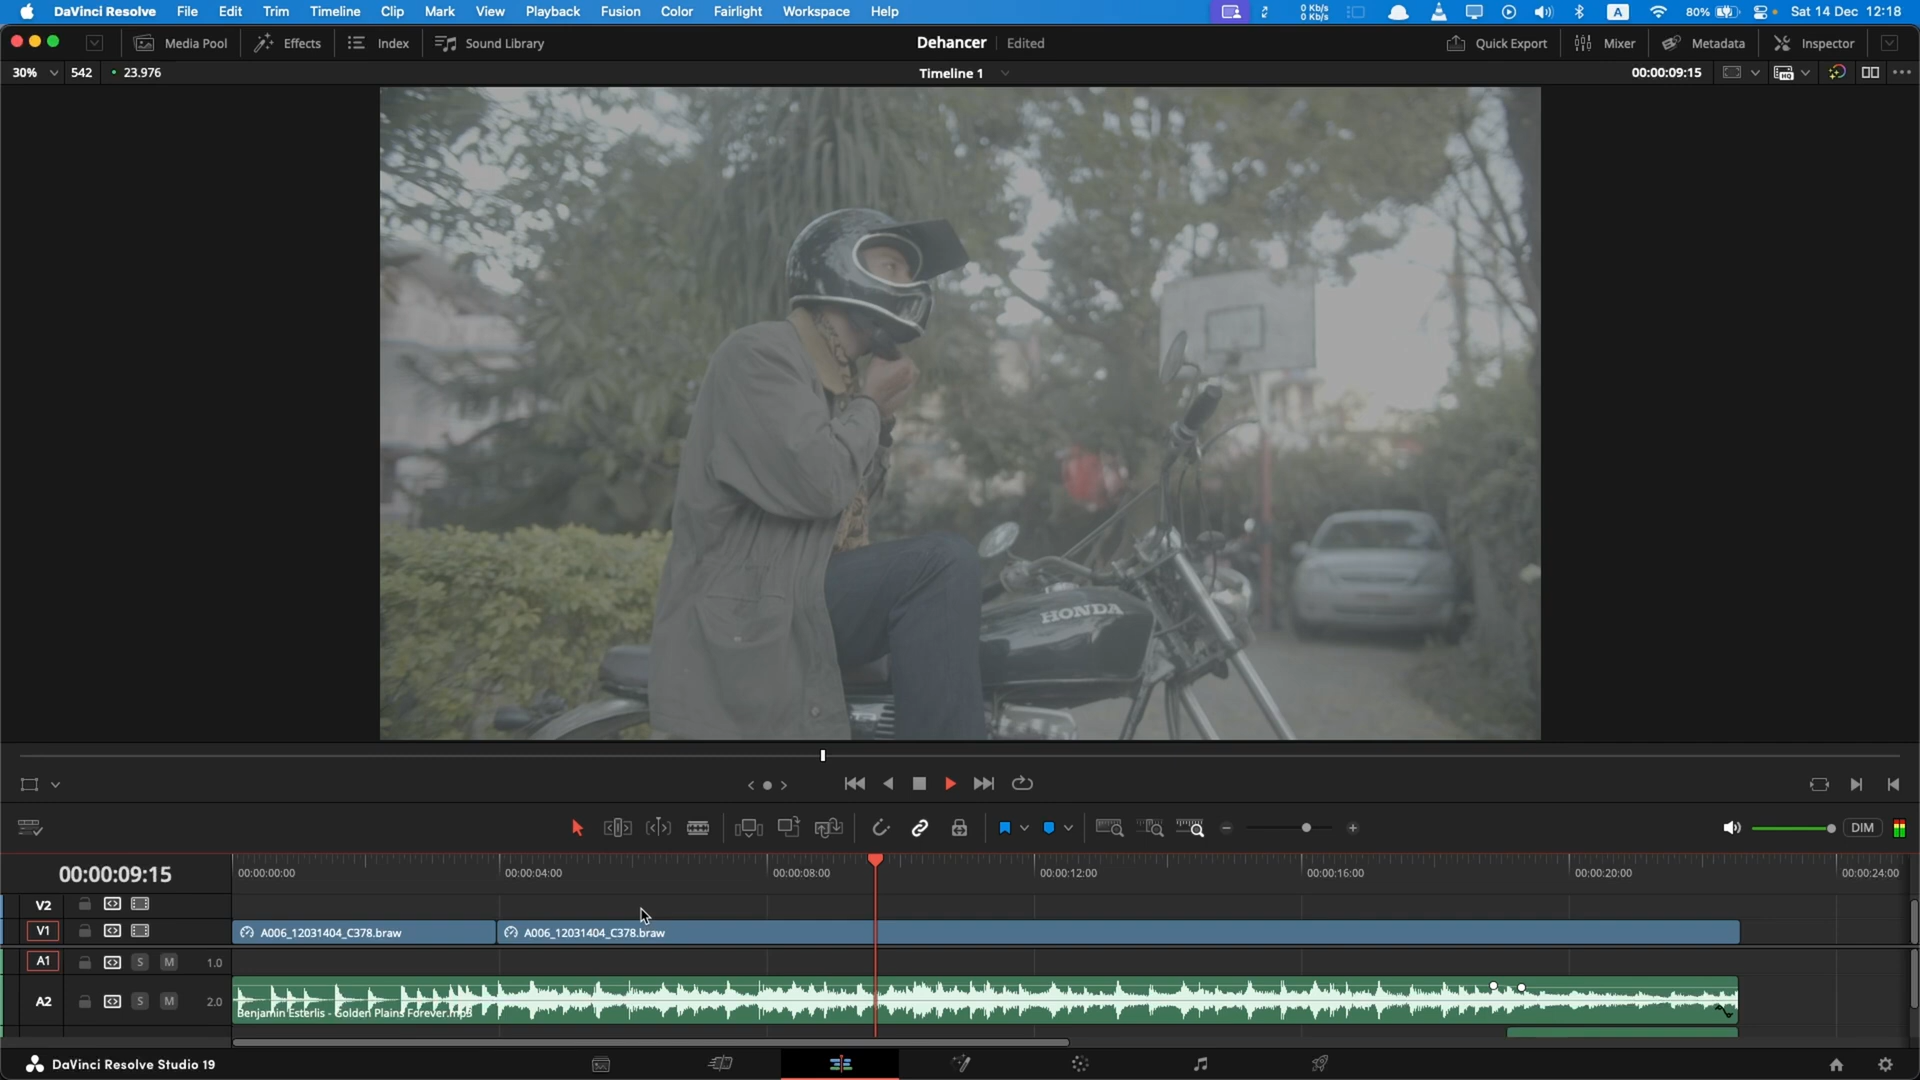 DaVinci Resolve File Edit Trim Timeline Clip Mark View Playback Fusion Color Fairlight Workspace Help
0 Kb/s
0 Kb/s
A 80% Sat 14 Dec 12:18
Media Pool Effects Index Sound Library Dehancer Edited Quick Export Mixer Metadata Inspector
30% 542 23.976 Timeline 1 00:00:09:15
HONDA
DIM
00:00:09:15 00:00:00:00 00:00:04:00 00:00:08:00 00:00:12:00 00:00:16:00 00:00:20:00 00:00:24:00
V2
V1 A006_12031404_C378.braw A006_12031404_C378.braw
A1 S M 1.0
A2 S M 2.0
Benjamin Esterlis - Golden Plains Forever.mp3
DaVinci Resolve Studio 19